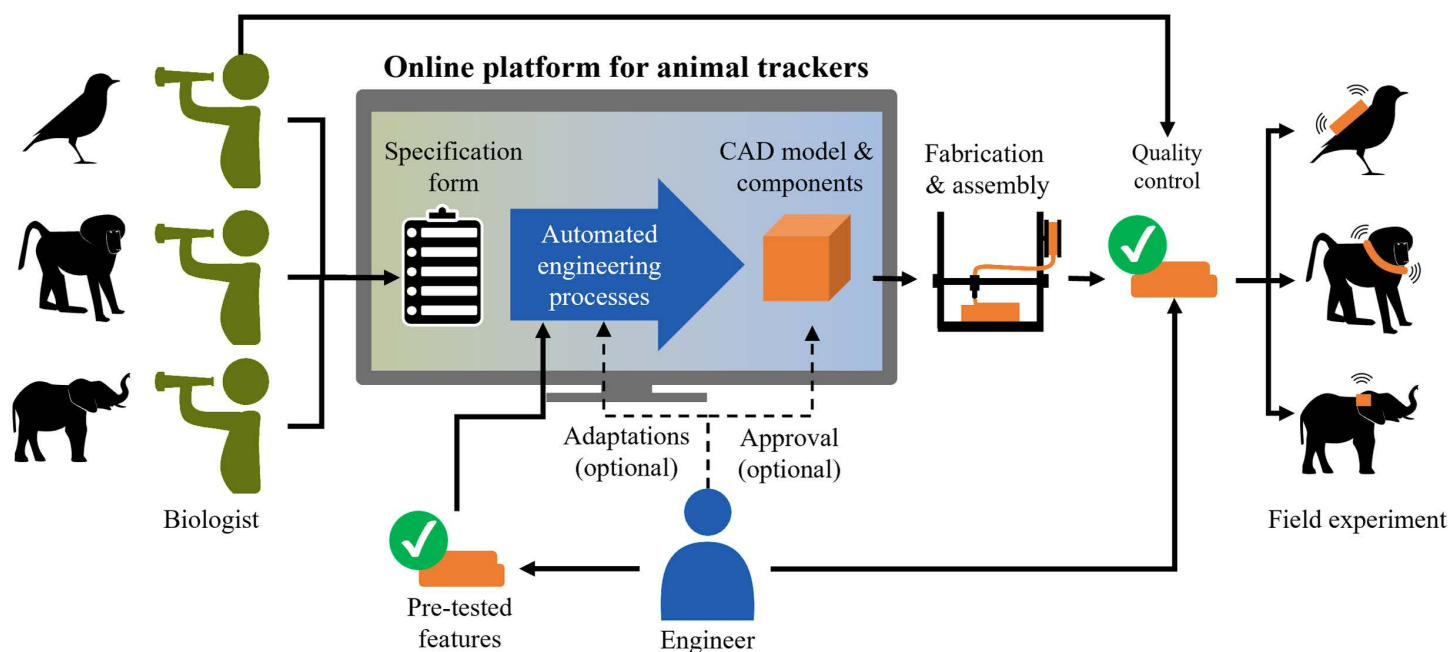 Online platform for animal trackers
Specification
form
Automated
engineering
processes
CAD model &
components
Fabrication
& assembly
Quality
control
Adaptations
(optional)
Approval
(optional)
Biologist
Field experiment
Pre-tested
features
Engineer